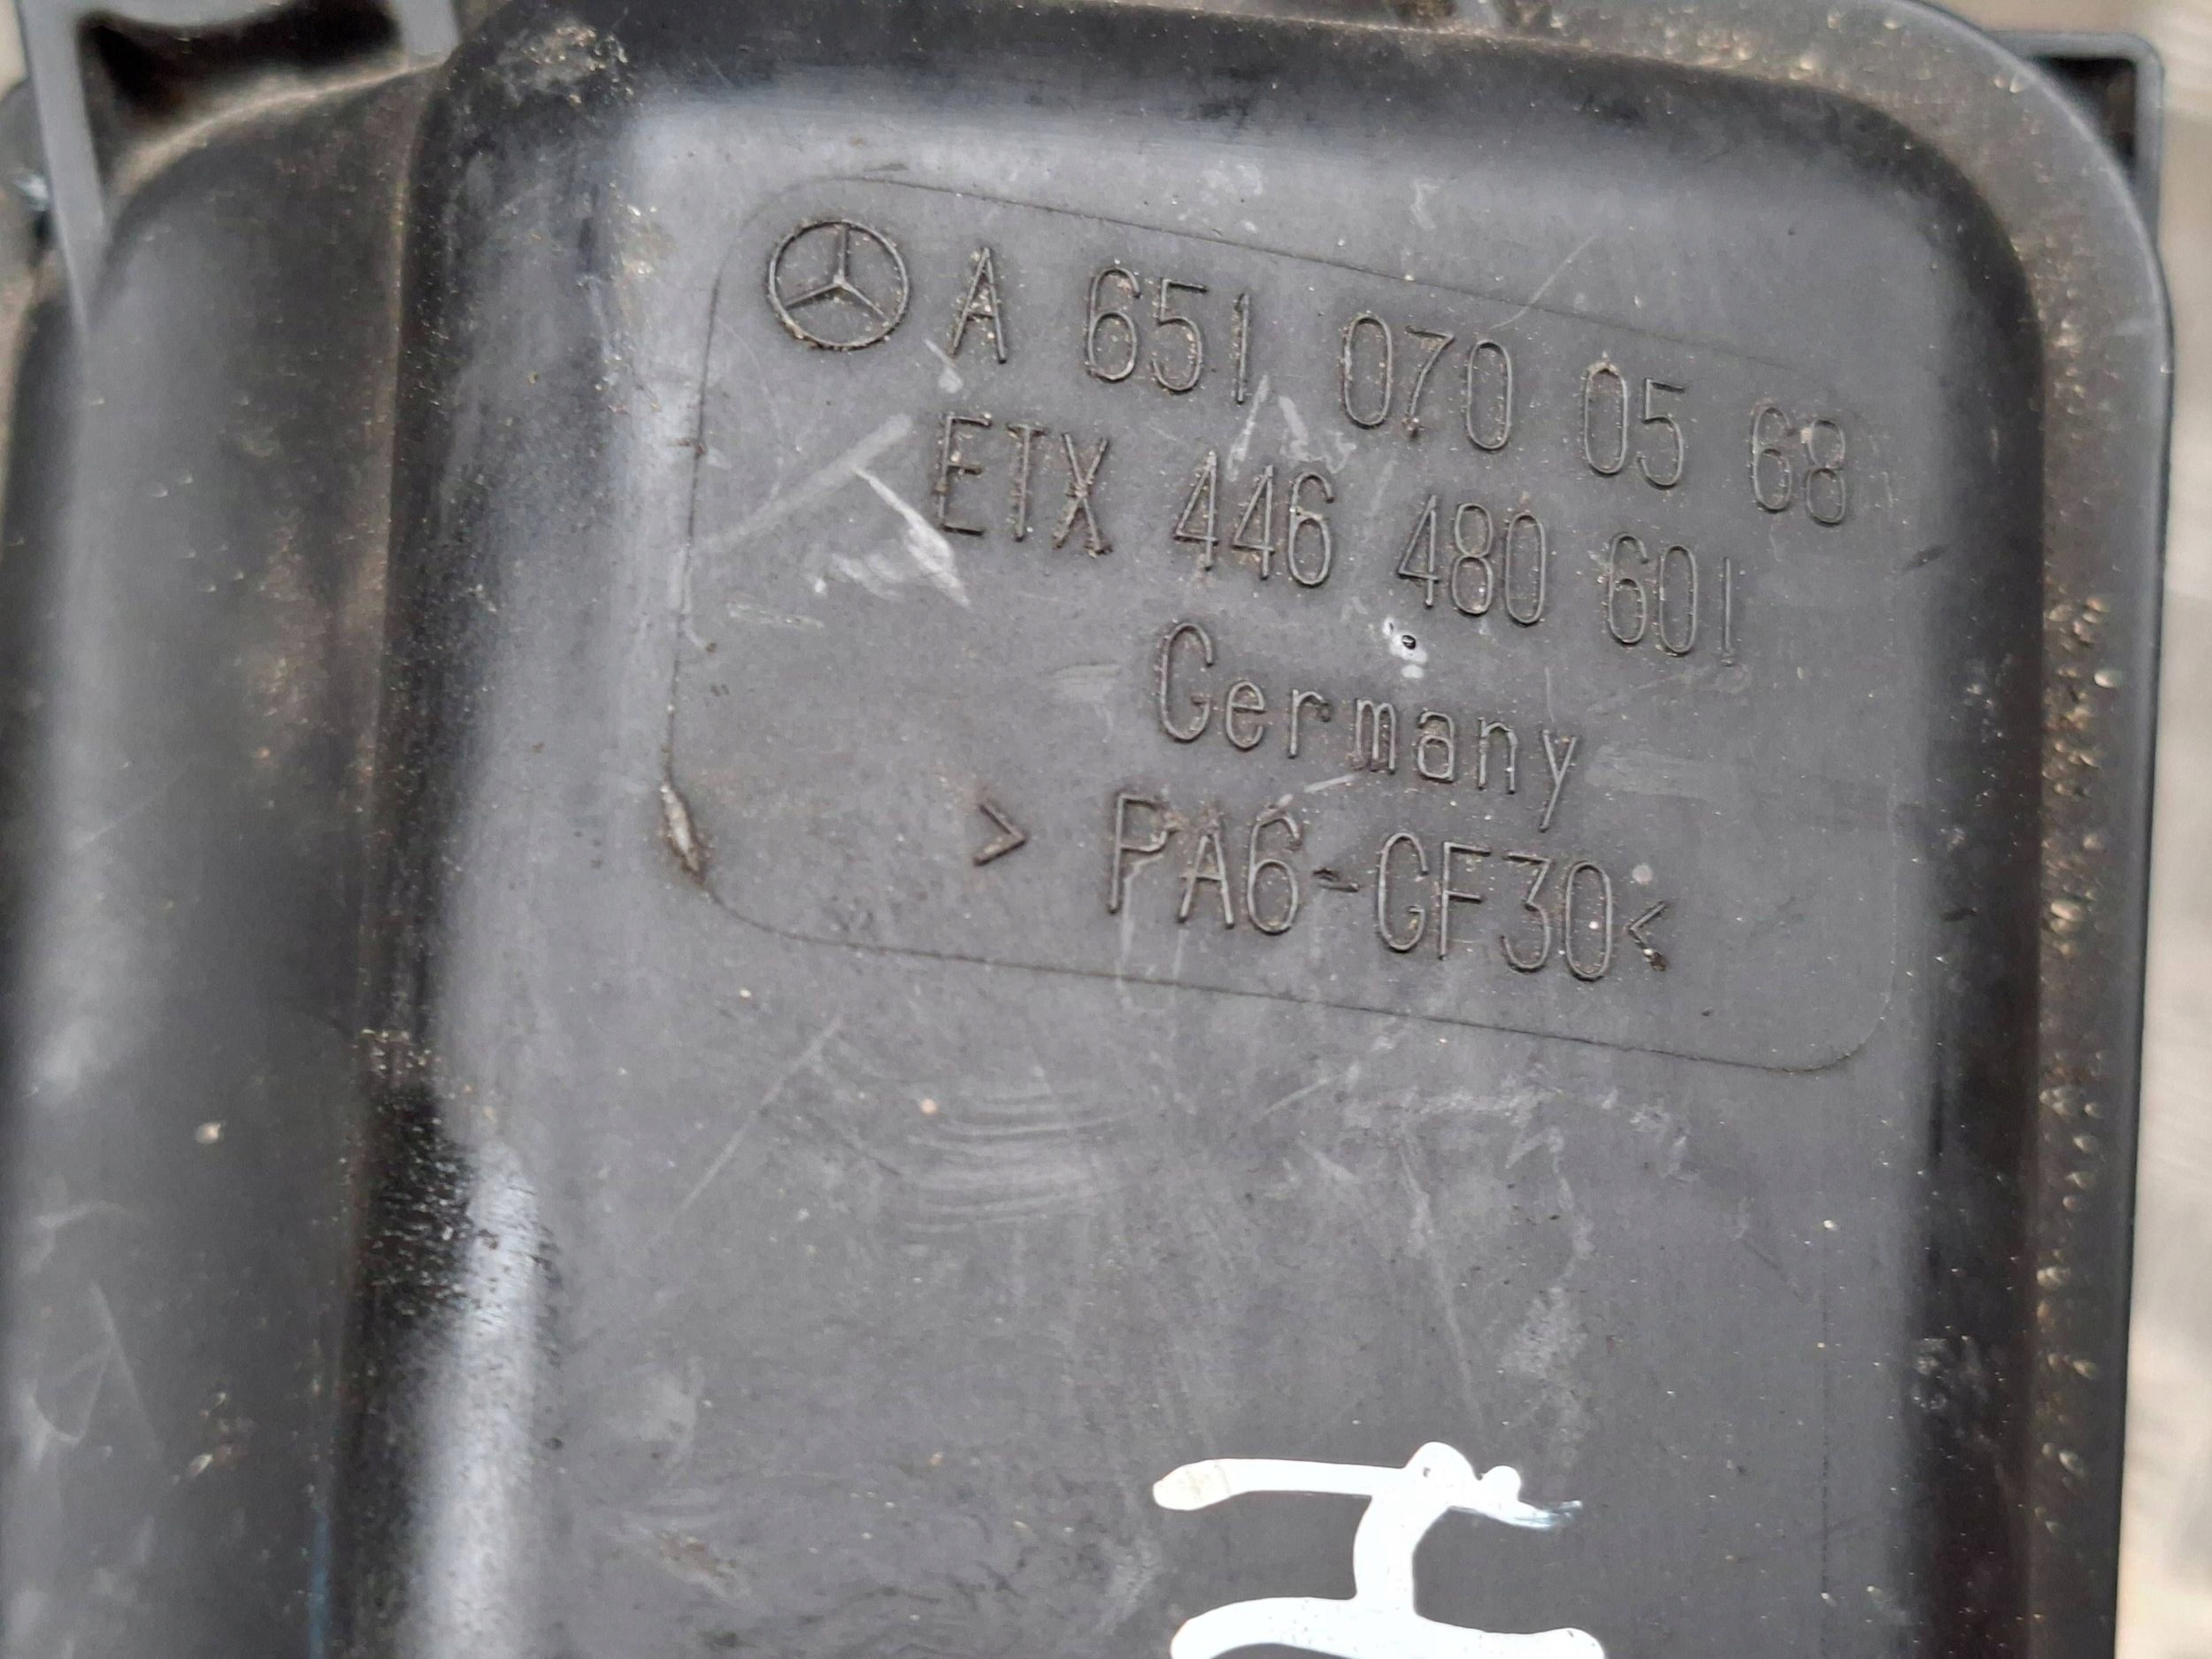 A 651 070 05 68
ETX 446 480 601
Germany
> PA6-GF30<
H